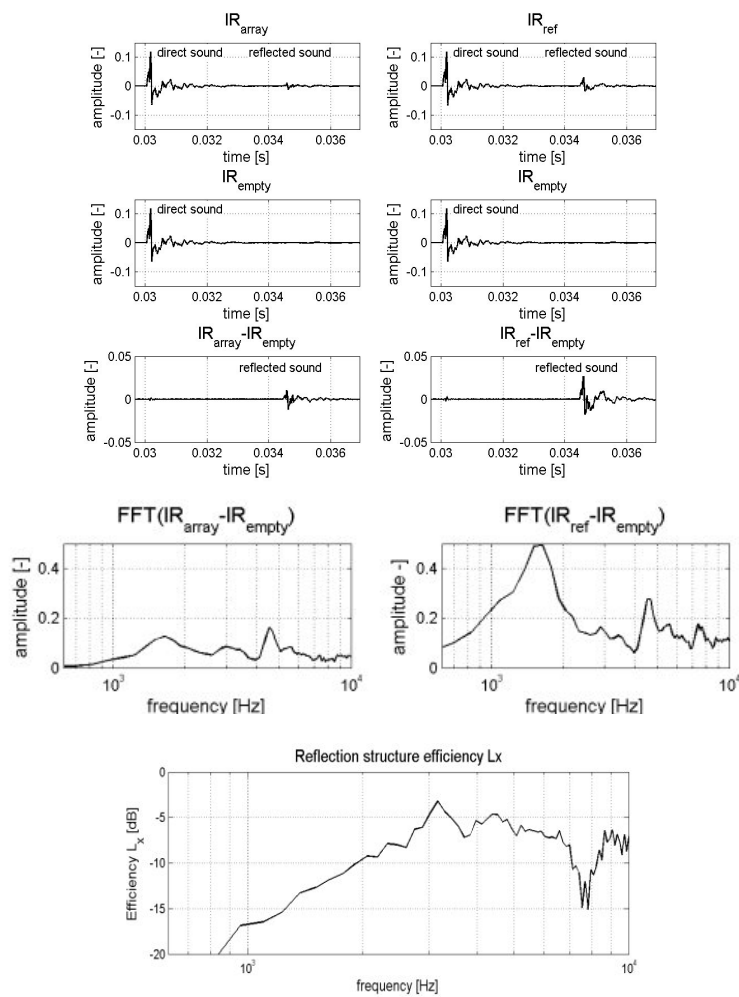 IR_array
IR_ref
0.1
0
-0.1
amplitude [-]
direct sound reflected sound
0.03 0.032 0.034 0.036
time [s]
0.1
0
-0.1
amplitude [-]
direct sound reflected sound
0.03 0.032 0.034 0.036
time [s]
IR_empty
IR_empty
0.1
0
-0.1
amplitude [-]
direct sound
0.03 0.032 0.034 0.036
time [s]
0.1
0
-0.1
amplitude [-]
direct sound
0.03 0.032 0.034 0.036
time [s]
IR_array-IR_empty
IR_ref-IR_empty
0.05
0
-0.05
amplitude [-]
reflected sound
0.03 0.032 0.034 0.036
time [s]
0.05
0
-0.05
amplitude [-]
reflected sound
0.03 0.032 0.034 0.036
time [s]
FFT(IR_array-IR_empty)
FFT(IR_ref-IR_empty)
0.4
0.2
0
amplitude [-]
10^3 10^4
frequency [Hz]
0.4
0.2
0
amplitude -]
10^3 10^4
frequency [Hz]
Reflection structure efficiency Lx
0
-5
-10
-15
-20
Efficiency L_x [dB]
10^3 10^4
frequency [Hz]